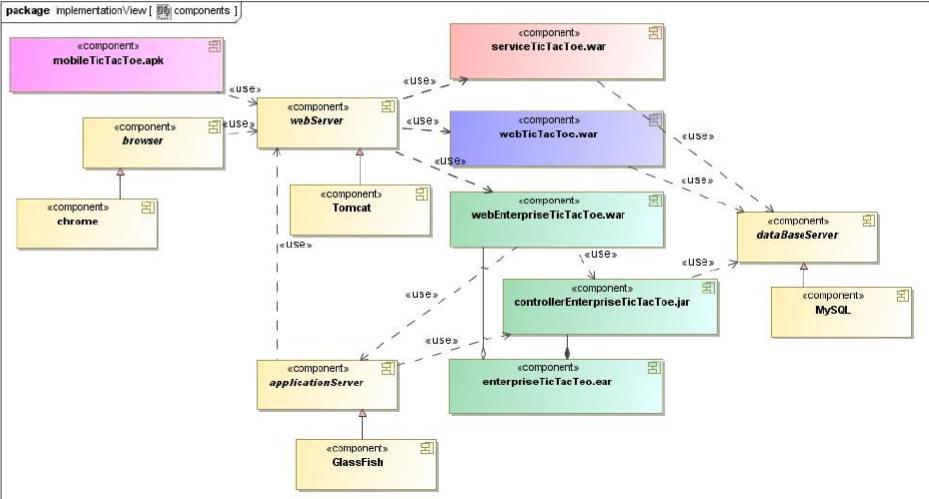 package implementationView [ components ]
«component»
mobileTicTacToe.apk
«component»
serviceTicTacToe.war
«use»
«use»
«component»
webServer
«component»
browser
«use»
«use»
«component»
webTicTacToe.war
«use»
«use»
«component»
Tomcat
«use»
«component»
chrome
«component»
webEnterpriseTicTacToe.war
«component»
dataBaseServer
«use»
«use»
«use»
«component»
controllerEnterpriseTicTacToe.jar
«use»
«component»
MySQL
«use»
«component»
applicationServer
«component»
enterpriseTicTacTeo.ear
«component»
GlassFish